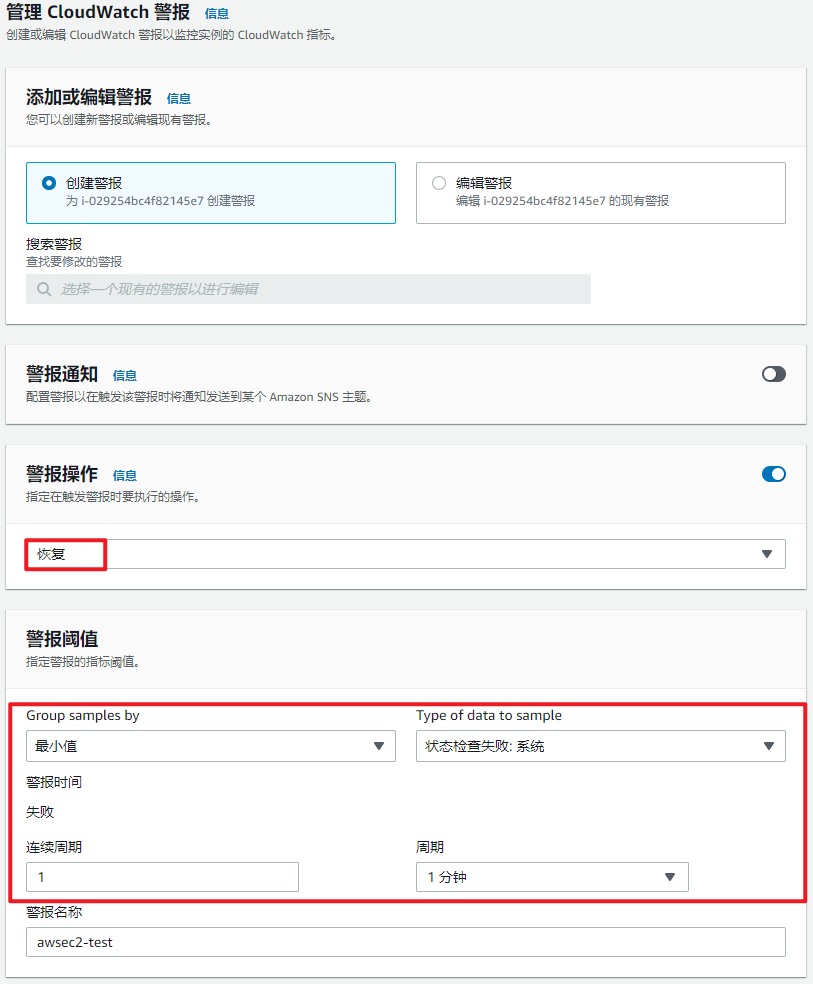 管理 CloudWatch 警报 信息
创建或编辑 CloudWatch 警报以监控实例的 CloudWatch 指标。
添加或编辑警报 信息
您可以创建新警报或编辑现有警报。
创建警报
为 i-029254bc4f82145e7 创建警报
编辑警报
编辑 i-029254bc4f82145e7 的现有警报
搜索警报
查找要修改的警报
选择一个现有的警报以进行编辑
警报通知 信息
配置警报以在触发该警报时将通知发送到某个 Amazon SNS 主题。
警报操作 信息
指定在触发警报时要执行的操作。
恢复
警报阈值
指定警报的指标阈值。
Group samples by
最小值
Type of data to sample
状态检查失败: 系统
警报时间
失败
连续周期
1
周期
1 分钟
警报名称
awsec2-test